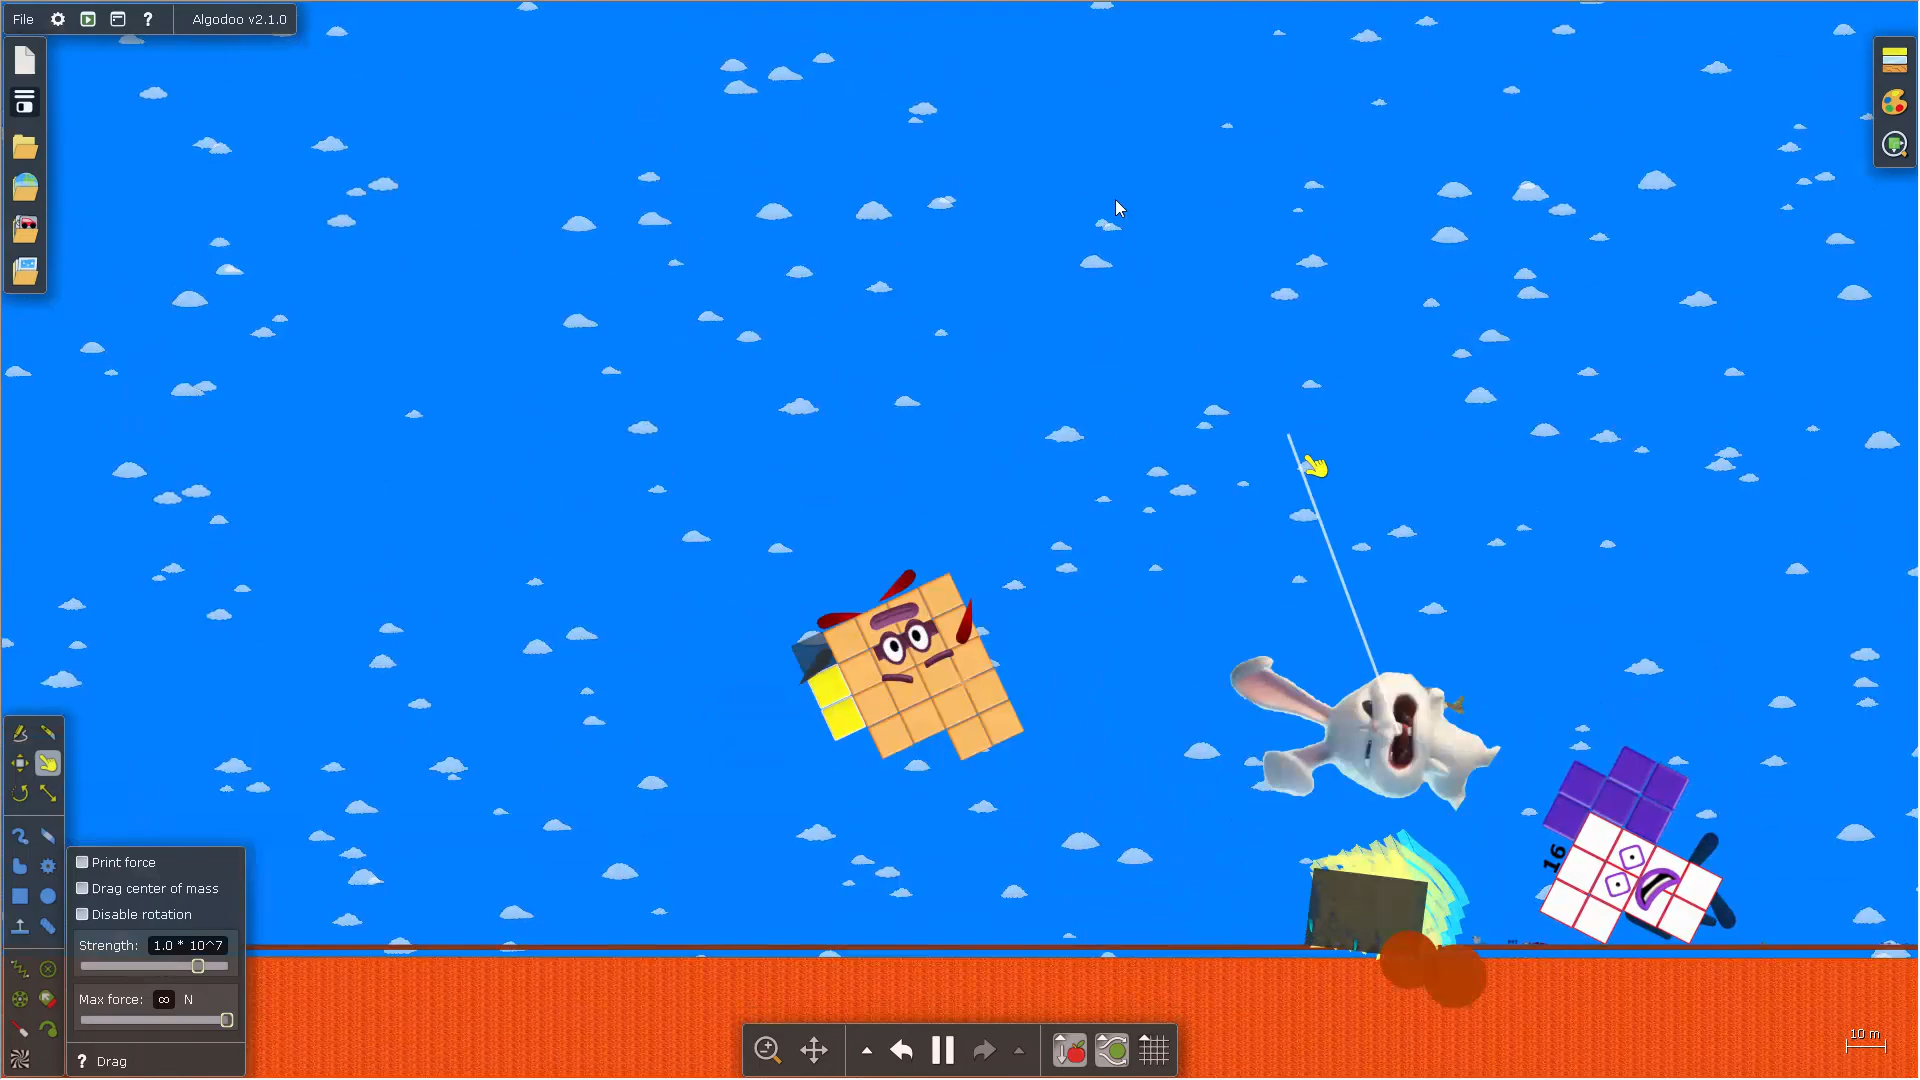 File
?
Algodoo v2.1.0
16
Print force
Drag center of mass
Disable rotation
Strength: 1.0 * 10^7
Max force: ∞ N
? Drag
10 m